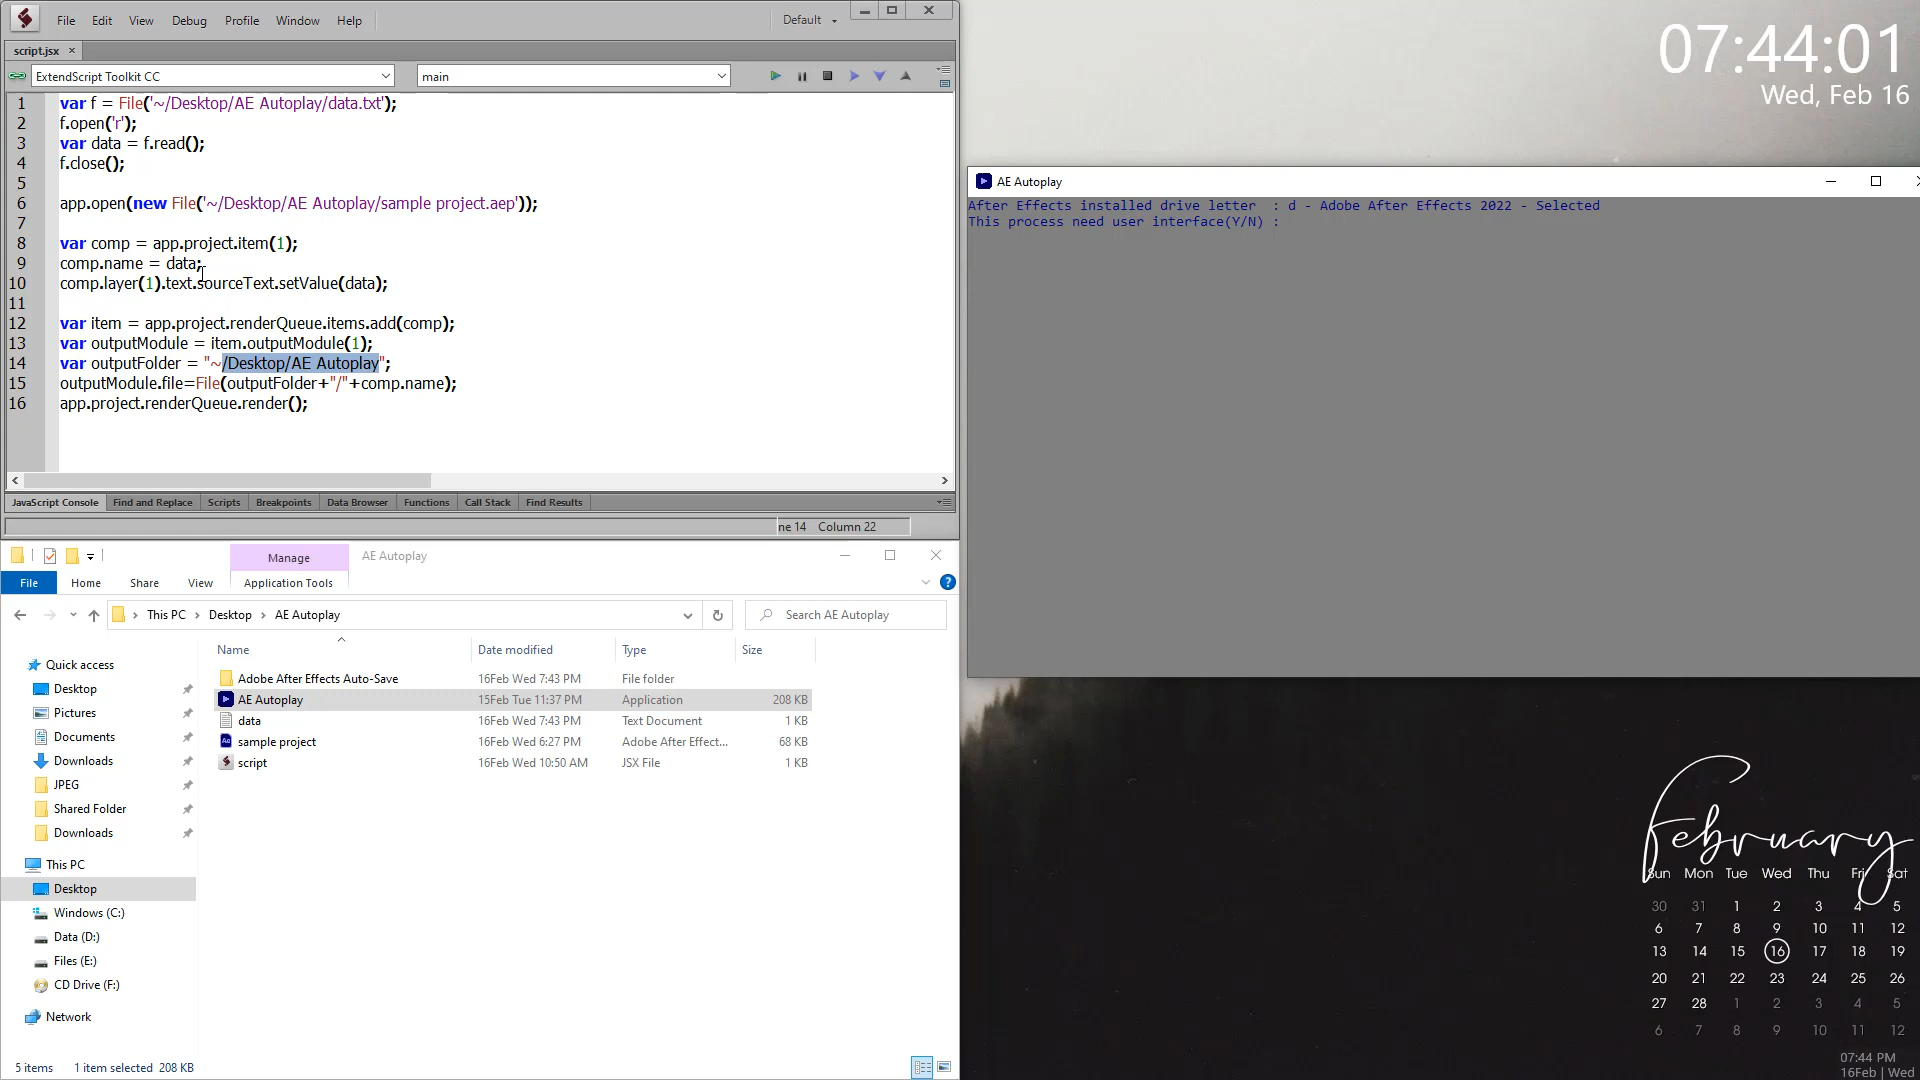 File Edit View Debug Profile Window Help Default
script.jsx ×
ExtendScript Toolkit CC main
1 var f = File('~/Desktop/AE Autoplay/data.txt');
2 f.open('r');
3 var data = f.read();
4 f.close();
5
6 app.open(new File('~/Desktop/AE Autoplay/sample project.aep'));
7
8 var comp = app.project.item(1);
9 comp.name = data;
10 comp.layer(1).text.sourceText.setValue(data);
11
12 var item = app.project.renderQueue.items.add(comp);
13 var outputModule = item.outputModule(1);
14 var outputFolder = "~/Desktop/AE Autoplay";
15 outputModule.file=File(outputFolder+"/"+comp.name);
16 app.project.renderQueue.render();
JavaScript Console Find and Replace Scripts Breakpoints Data Browser Functions Call Stack Find Results
ne 14 Column 22
07:44:01
Wed, Feb 16
AE Autoplay
After Effects installed drive letter : d - Adobe After Effects 2022 - Selected
This process need user interface(Y/N) :
Manage AE Autoplay
File Home Share View Application Tools
This PC Desktop AE Autoplay Search AE Autoplay
Name Date modified Type Size
Adobe After Effects Auto-Save 16Feb Wed 7:43 PM File folder
AE Autoplay 15Feb Tue 11:37 PM Application 208 KB
data 16Feb Wed 7:43 PM Text Document 1 KB
sample project 16Feb Wed 6:27 PM Adobe After Effect... 68 KB
script 16Feb Wed 10:50 AM JSX File 1 KB
Quick access
Desktop
Pictures
Documents
Downloads
JPEG
Shared Folder
Downloads
This PC
Desktop
Windows (C:)
Data (D:)
Files (E:)
CD Drive (F:)
Network
5 items 1 item selected 208 KB
february
Sun Mon Tue Wed Thu Fri Sat
30 31 1 2 3 4 5
6 7 8 9 10 11 12
13 14 15 16 17 18 19
20 21 22 23 24 25 26
27 28 1 2 3 4 5
6 7 8 9 10 11 12
07:44 PM
16Feb | Wed